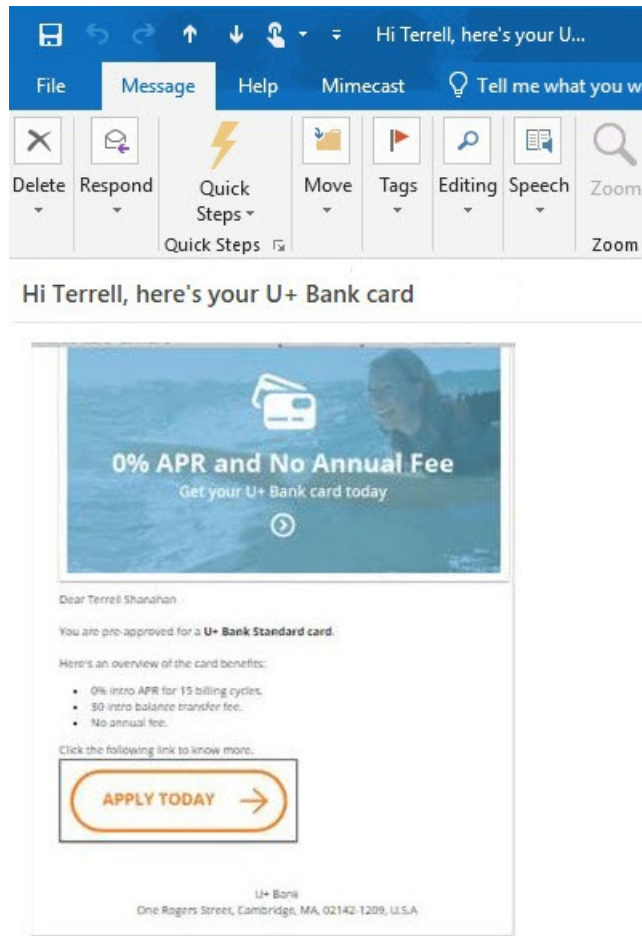 Hi Terrell, here's your U...
File Message Help Mimecast Tell me what you w
Delete Respond Quick Steps Move Tags Editing Speech Zoom
Quick Steps Zoom
Hi Terrell, here's your U+ Bank card
0% APR and No Annual Fee
Get your U+ Bank card today
Dear Terrell Shanahan
You are pre-approved for a U+ Bank Standard card.
Here's an overview of the card benefits:
• 0% intro APR for 15 billing cycles.
• $0 intro balance transfer fee.
• No annual fee.
Click the following link to know more.
APPLY TODAY
U+ Bank
One Rogers Street, Cambridge, MA, 02142-1209, U.S.A